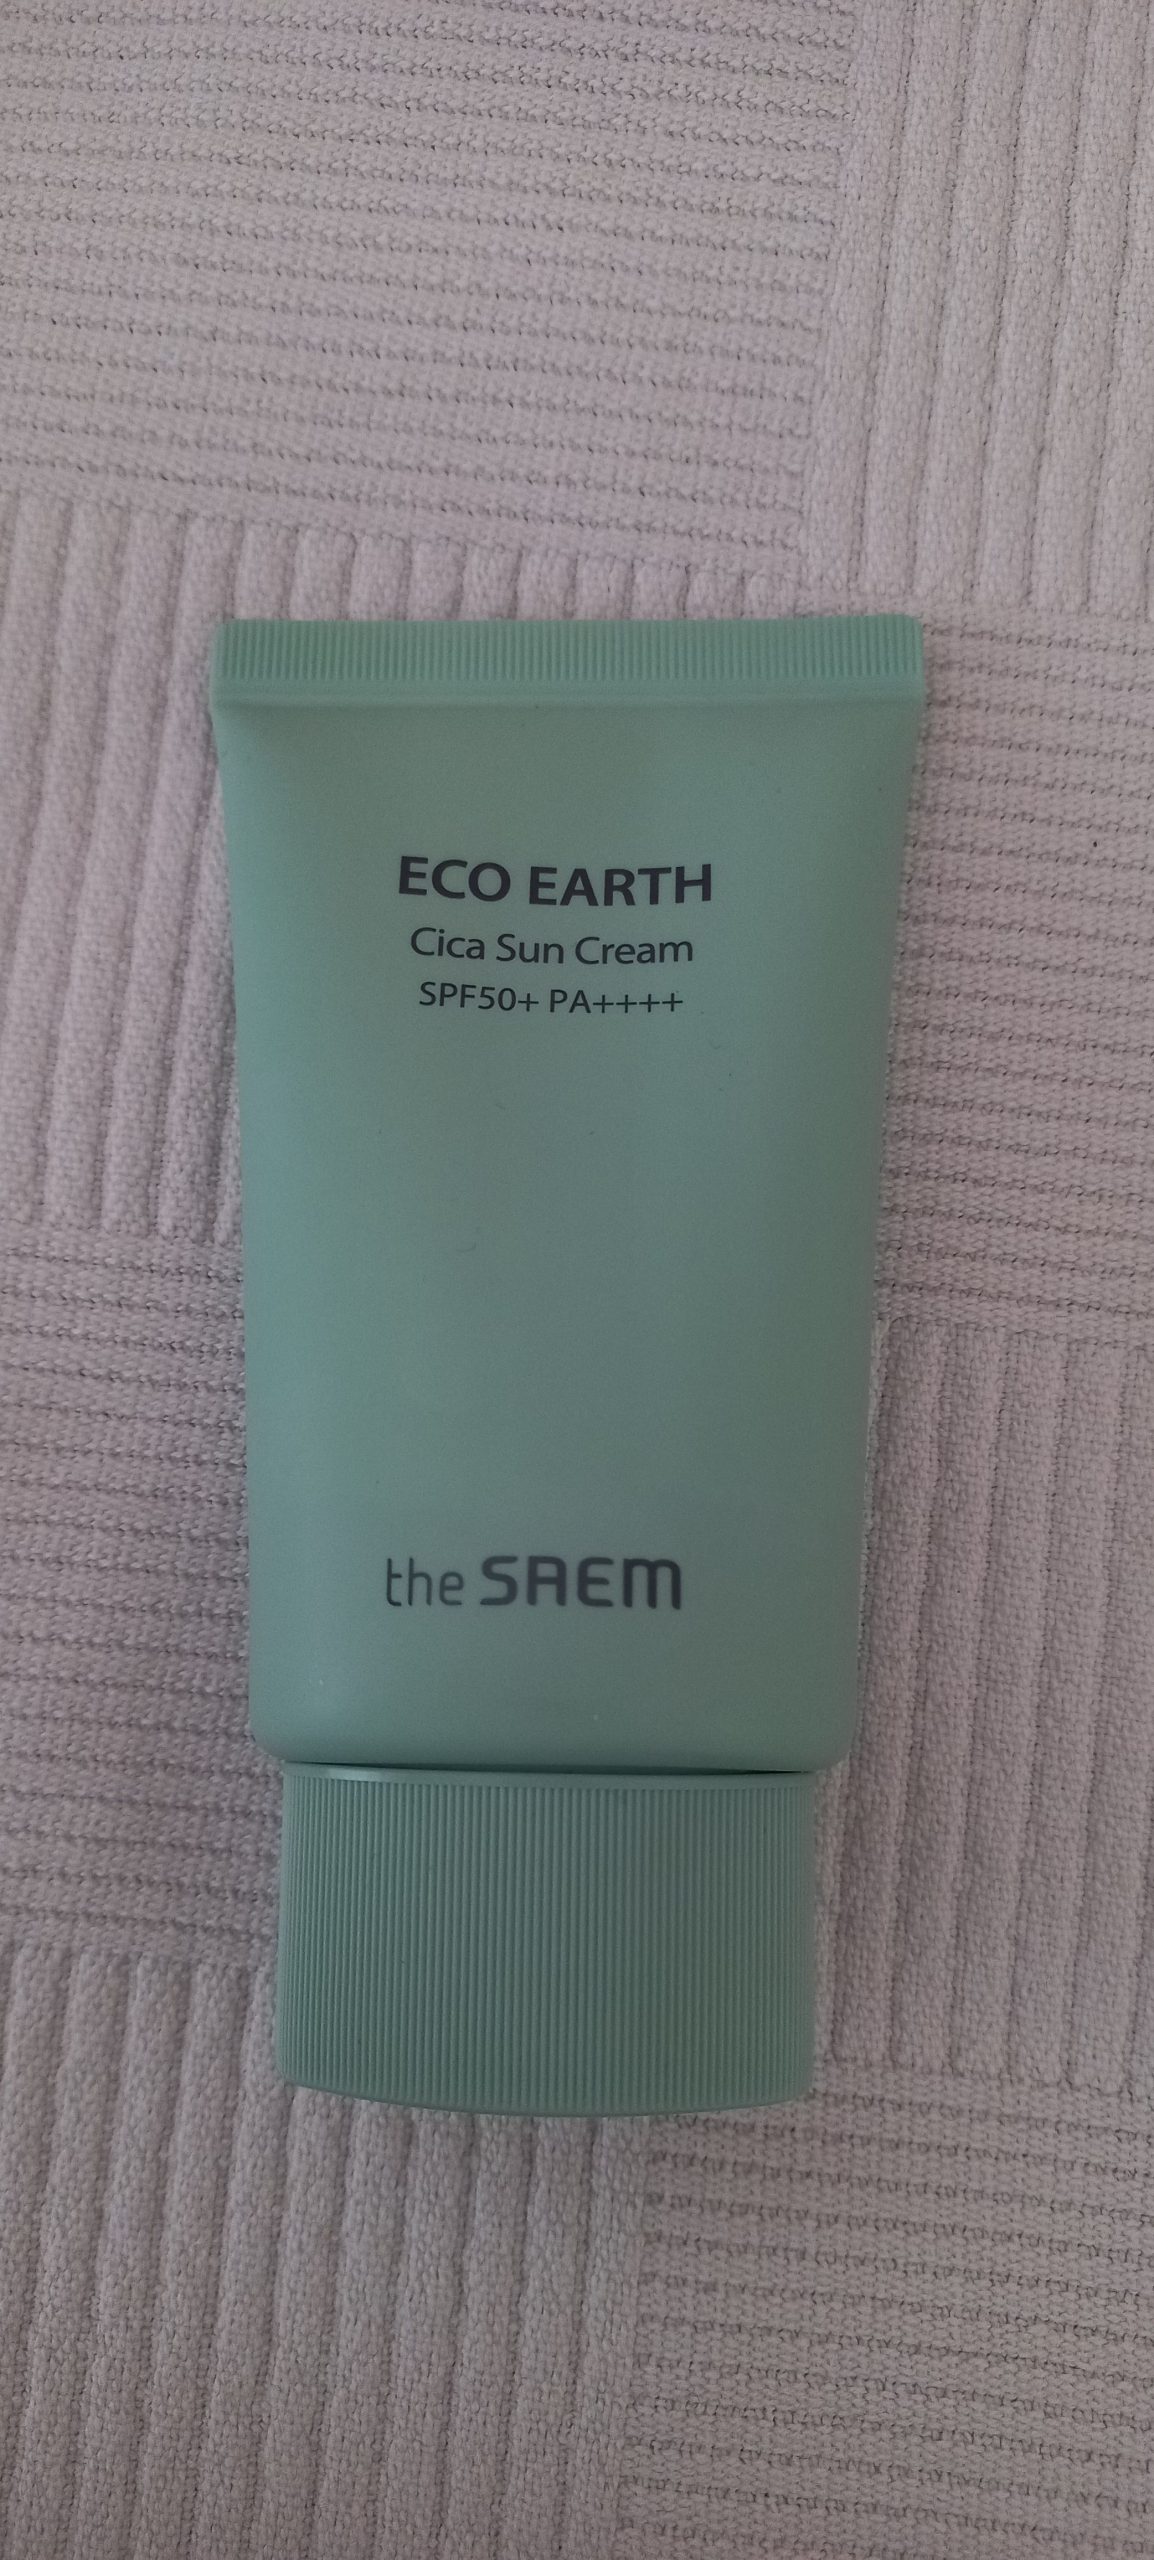 ECO EARTH
Cica Sun Cream
SPF50+ PA++++
the SAEM